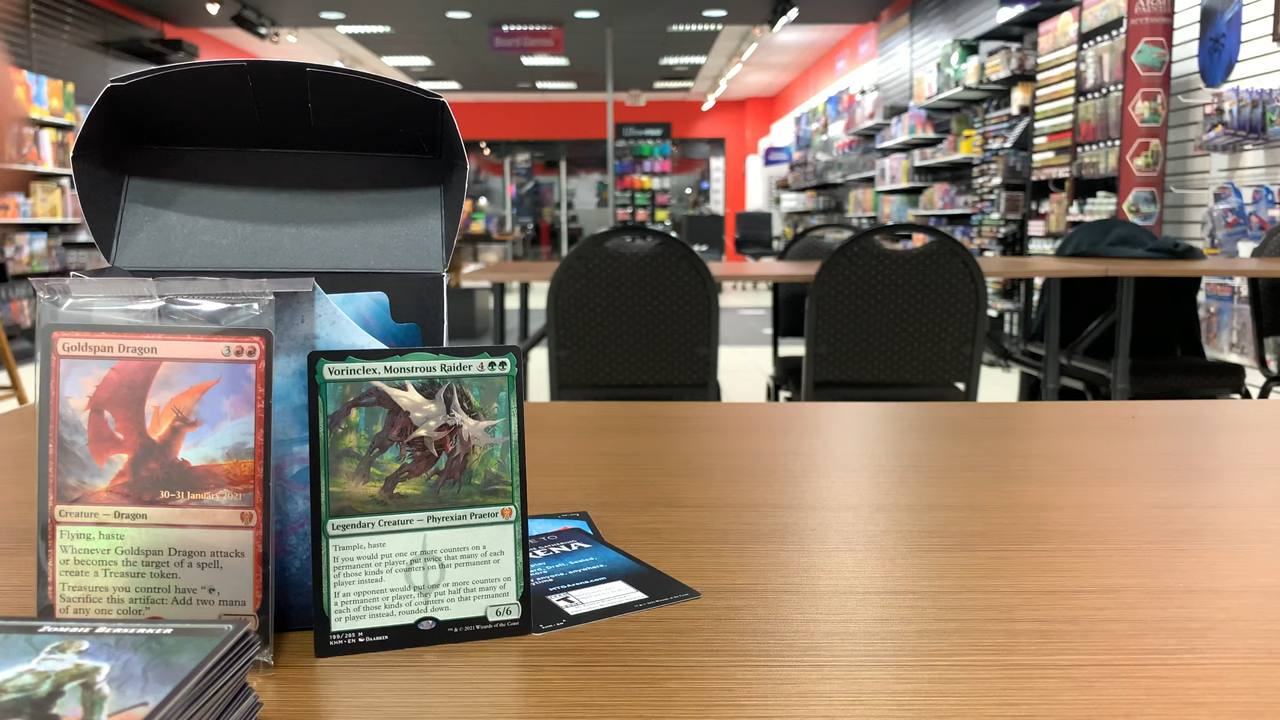 Board Games
ARMY
PAINTER
Goldspan Dragon 3
30-31 January 2021
Creature — Dragon
Flying, haste
Whenever Goldspan Dragon attacks
or becomes the target of a spell,
create a Treasure token.
Treasures you control have “
Sacrifice this artifact: Add two mana
of any one color.”
Vorinclex, Monstrous Raider 4
Legendary Creature — Phyrexian Praetor
Trample, haste
If you would put one or more counters on a
permanent or player, put twice that many of each
of those kinds of counters on that permanent or
player instead.
If an opponent would put one or more counters on
a permanent or player, they put half that many of
each of those kinds of counters on that permanent
or player instead, rounded down.
6/6
199/285 M
KHM • EN Daarken
™ & © 2021 Wizards of the Coast
Zombie Berserker
E TO
ENA
MTGArena.com
T